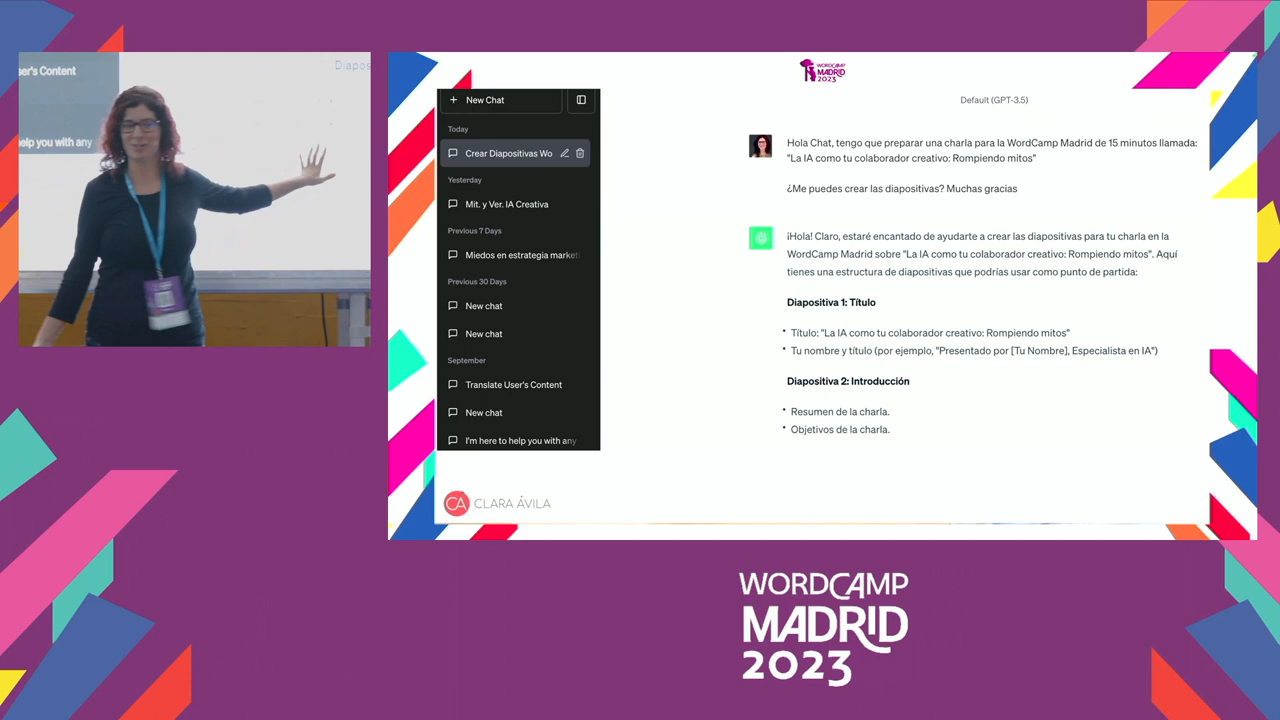 ser's Content
elp you with any
Diapos
WORDCAMP
MADRID
2023
New Chat
Today
Crear Diapositivas Wo
Yesterday
Mit. y Ver. IA Creativa
Previous 7 Days
Miedos en estrategia market
Previous 30 Days
New chat
New chat
September
Translate User's Content
New chat
I'm here to help you with any
Default (GPT-3.5)
Hola Chat, tengo que preparar una charla para la WordCamp Madrid de 15 minutos llamada:
"La IA como tu colaborador creativo: Rompiendo mitos"
¿Me puedes crear las diapositivas? Muchas gracias
¡Hola! Claro, estaré encantado de ayudarte a crear las diapositivas para tu charla en la
WordCamp Madrid sobre "La IA como tu colaborador creativo: Rompiendo mitos". Aquí
tienes una estructura de diapositivas que podrías usar como punto de partida:
Diapositiva 1: Título
• Título: "La IA como tu colaborador creativo: Rompiendo mitos"
• Tu nombre y título (por ejemplo, "Presentado por [Tu Nombre], Especialista en IA")
Diapositiva 2: Introducción
• Resumen de la charla.
• Objetivos de la charla.
CA CLARA ÁVILA
WORDCAMP
MADRID
2023